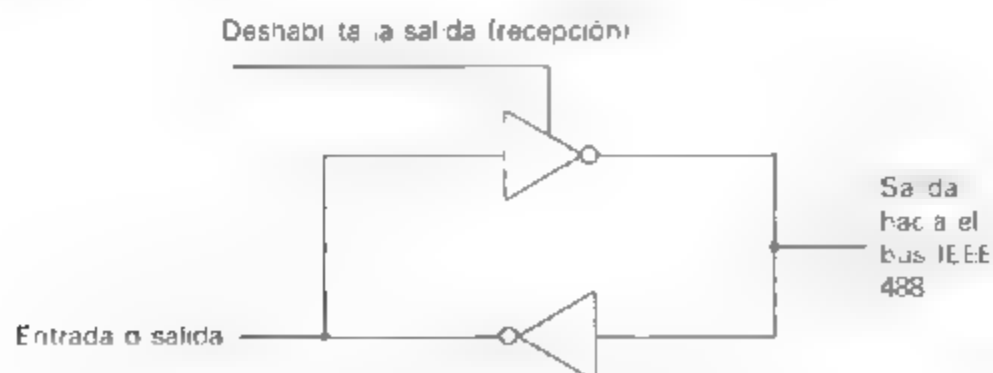 Deshabilita la salida (recepción)
Salida
hacia el
bus IEEE
488
Entrada o salida